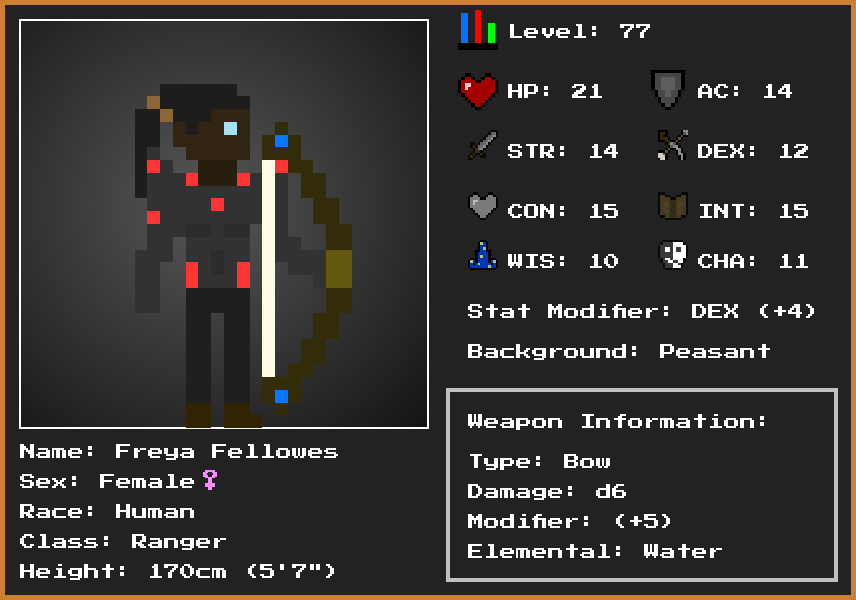 Level: 77
HP: 21
AC: 14
STR: 14
DEX: 12
CON: 15
INT: 15
WIS: 10
CHA: 11
Stat Modifier: DEX (+4)
Background: Peasant
Weapon Information:
Type: Bow
Damage: d6
Modifier: (+5)
Elemental: Water
Name: Freya Fellowes
Sex: Female♀
Race: Human
Class: Ranger
Height: 170cm (5'7")